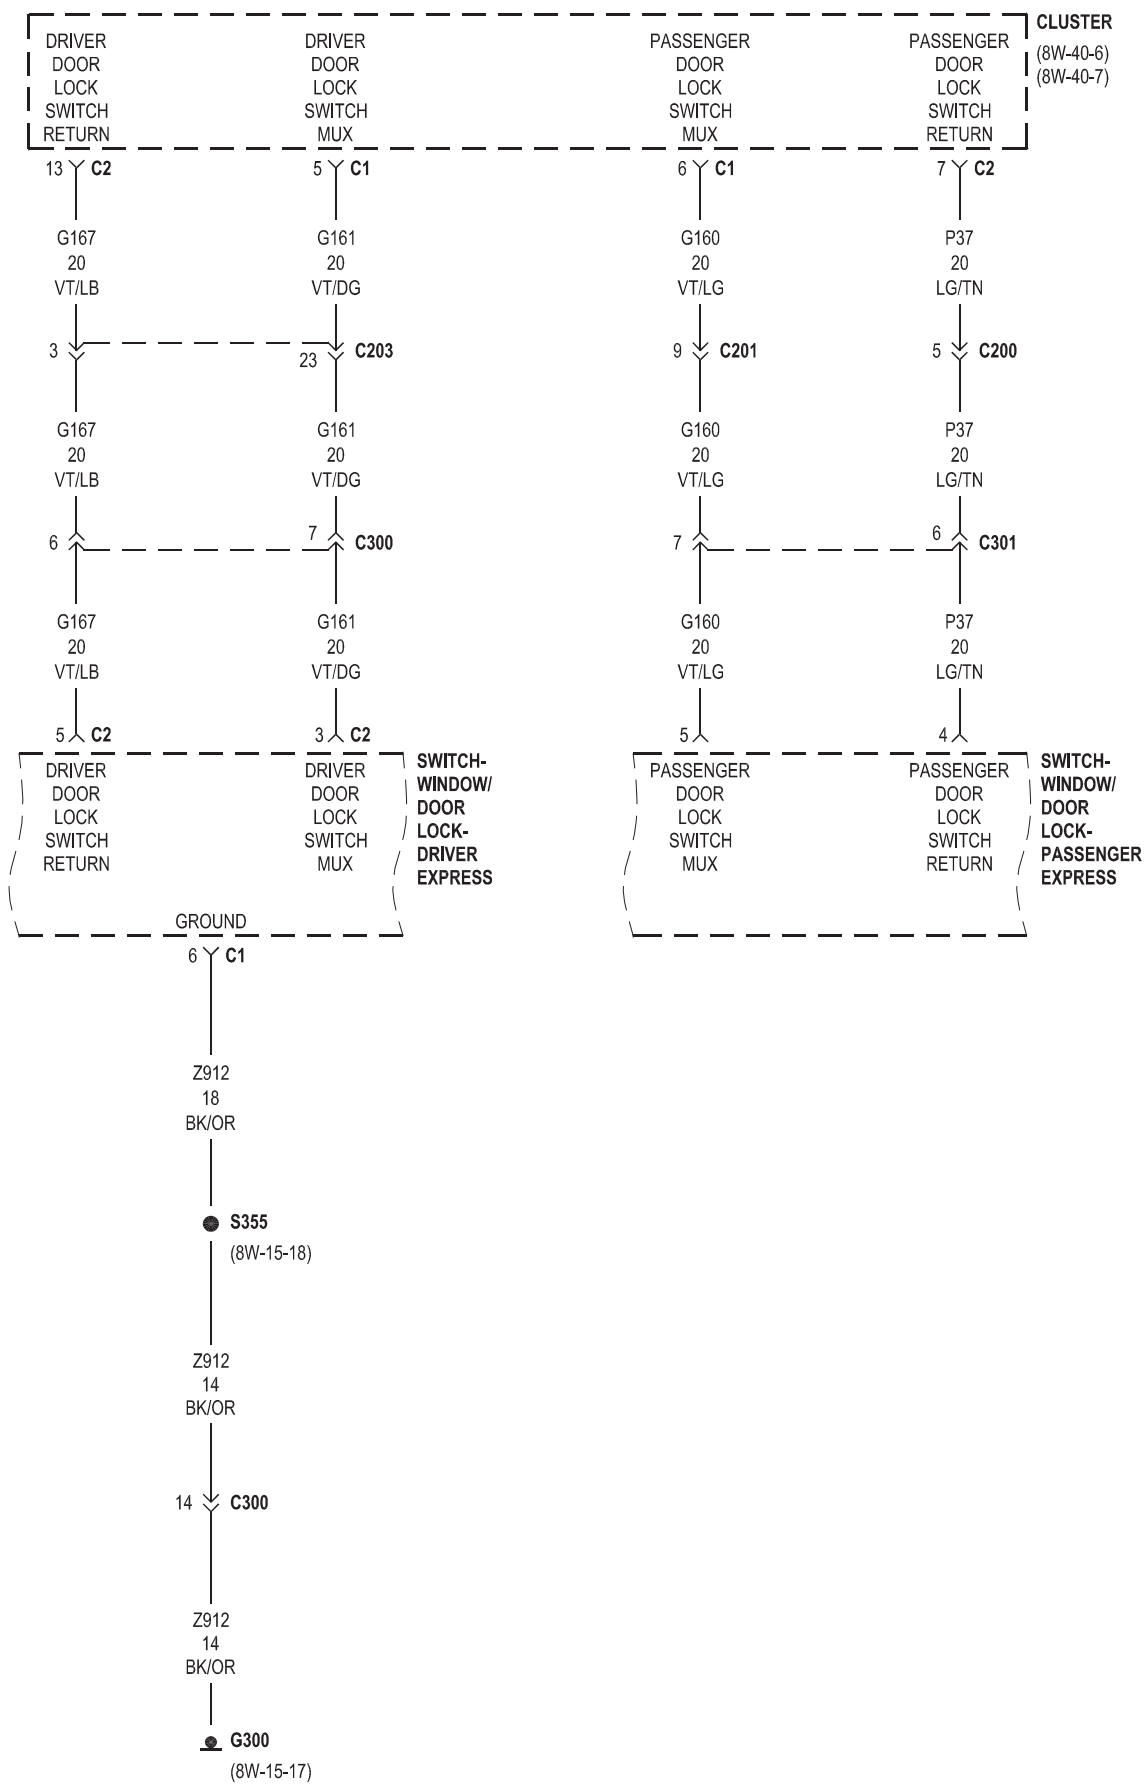 CLUSTER
(8W-40-6)
(8W-40-7)
DRIVER
DOOR
LOCK
SWITCH
RETURN
DRIVER
DOOR
LOCK
SWITCH
MUX
PASSENGER
DOOR
LOCK
SWITCH
MUX
PASSENGER
DOOR
LOCK
SWITCH
RETURN
13 C2
5 C1
6 C1
7 C2
G167
20
VT/LB
G161
20
VT/DG
G160
20
VT/LG
P37
20
LG/TN
3
23 C203
9 C201
5 C200
G167
20
VT/LB
G161
20
VT/DG
G160
20
VT/LG
P37
20
LG/TN
6
7 C300
7
6 C301
G167
20
VT/LB
G161
20
VT/DG
G160
20
VT/LG
P37
20
LG/TN
5 C2
3 C2
5
4
DRIVER
DOOR
LOCK
SWITCH
RETURN
DRIVER
DOOR
LOCK
SWITCH
MUX
SWITCH-
WINDOW/
DOOR
LOCK-
DRIVER
EXPRESS
PASSENGER
DOOR
LOCK
SWITCH
MUX
PASSENGER
DOOR
LOCK
SWITCH
RETURN
SWITCH-
WINDOW/
DOOR
LOCK-
PASSENGER
EXPRESS
GROUND
6 C1
Z912
18
BK/OR
S355
(8W-15-18)
Z912
14
BK/OR
14 C300
Z912
14
BK/OR
G300
(8W-15-17)